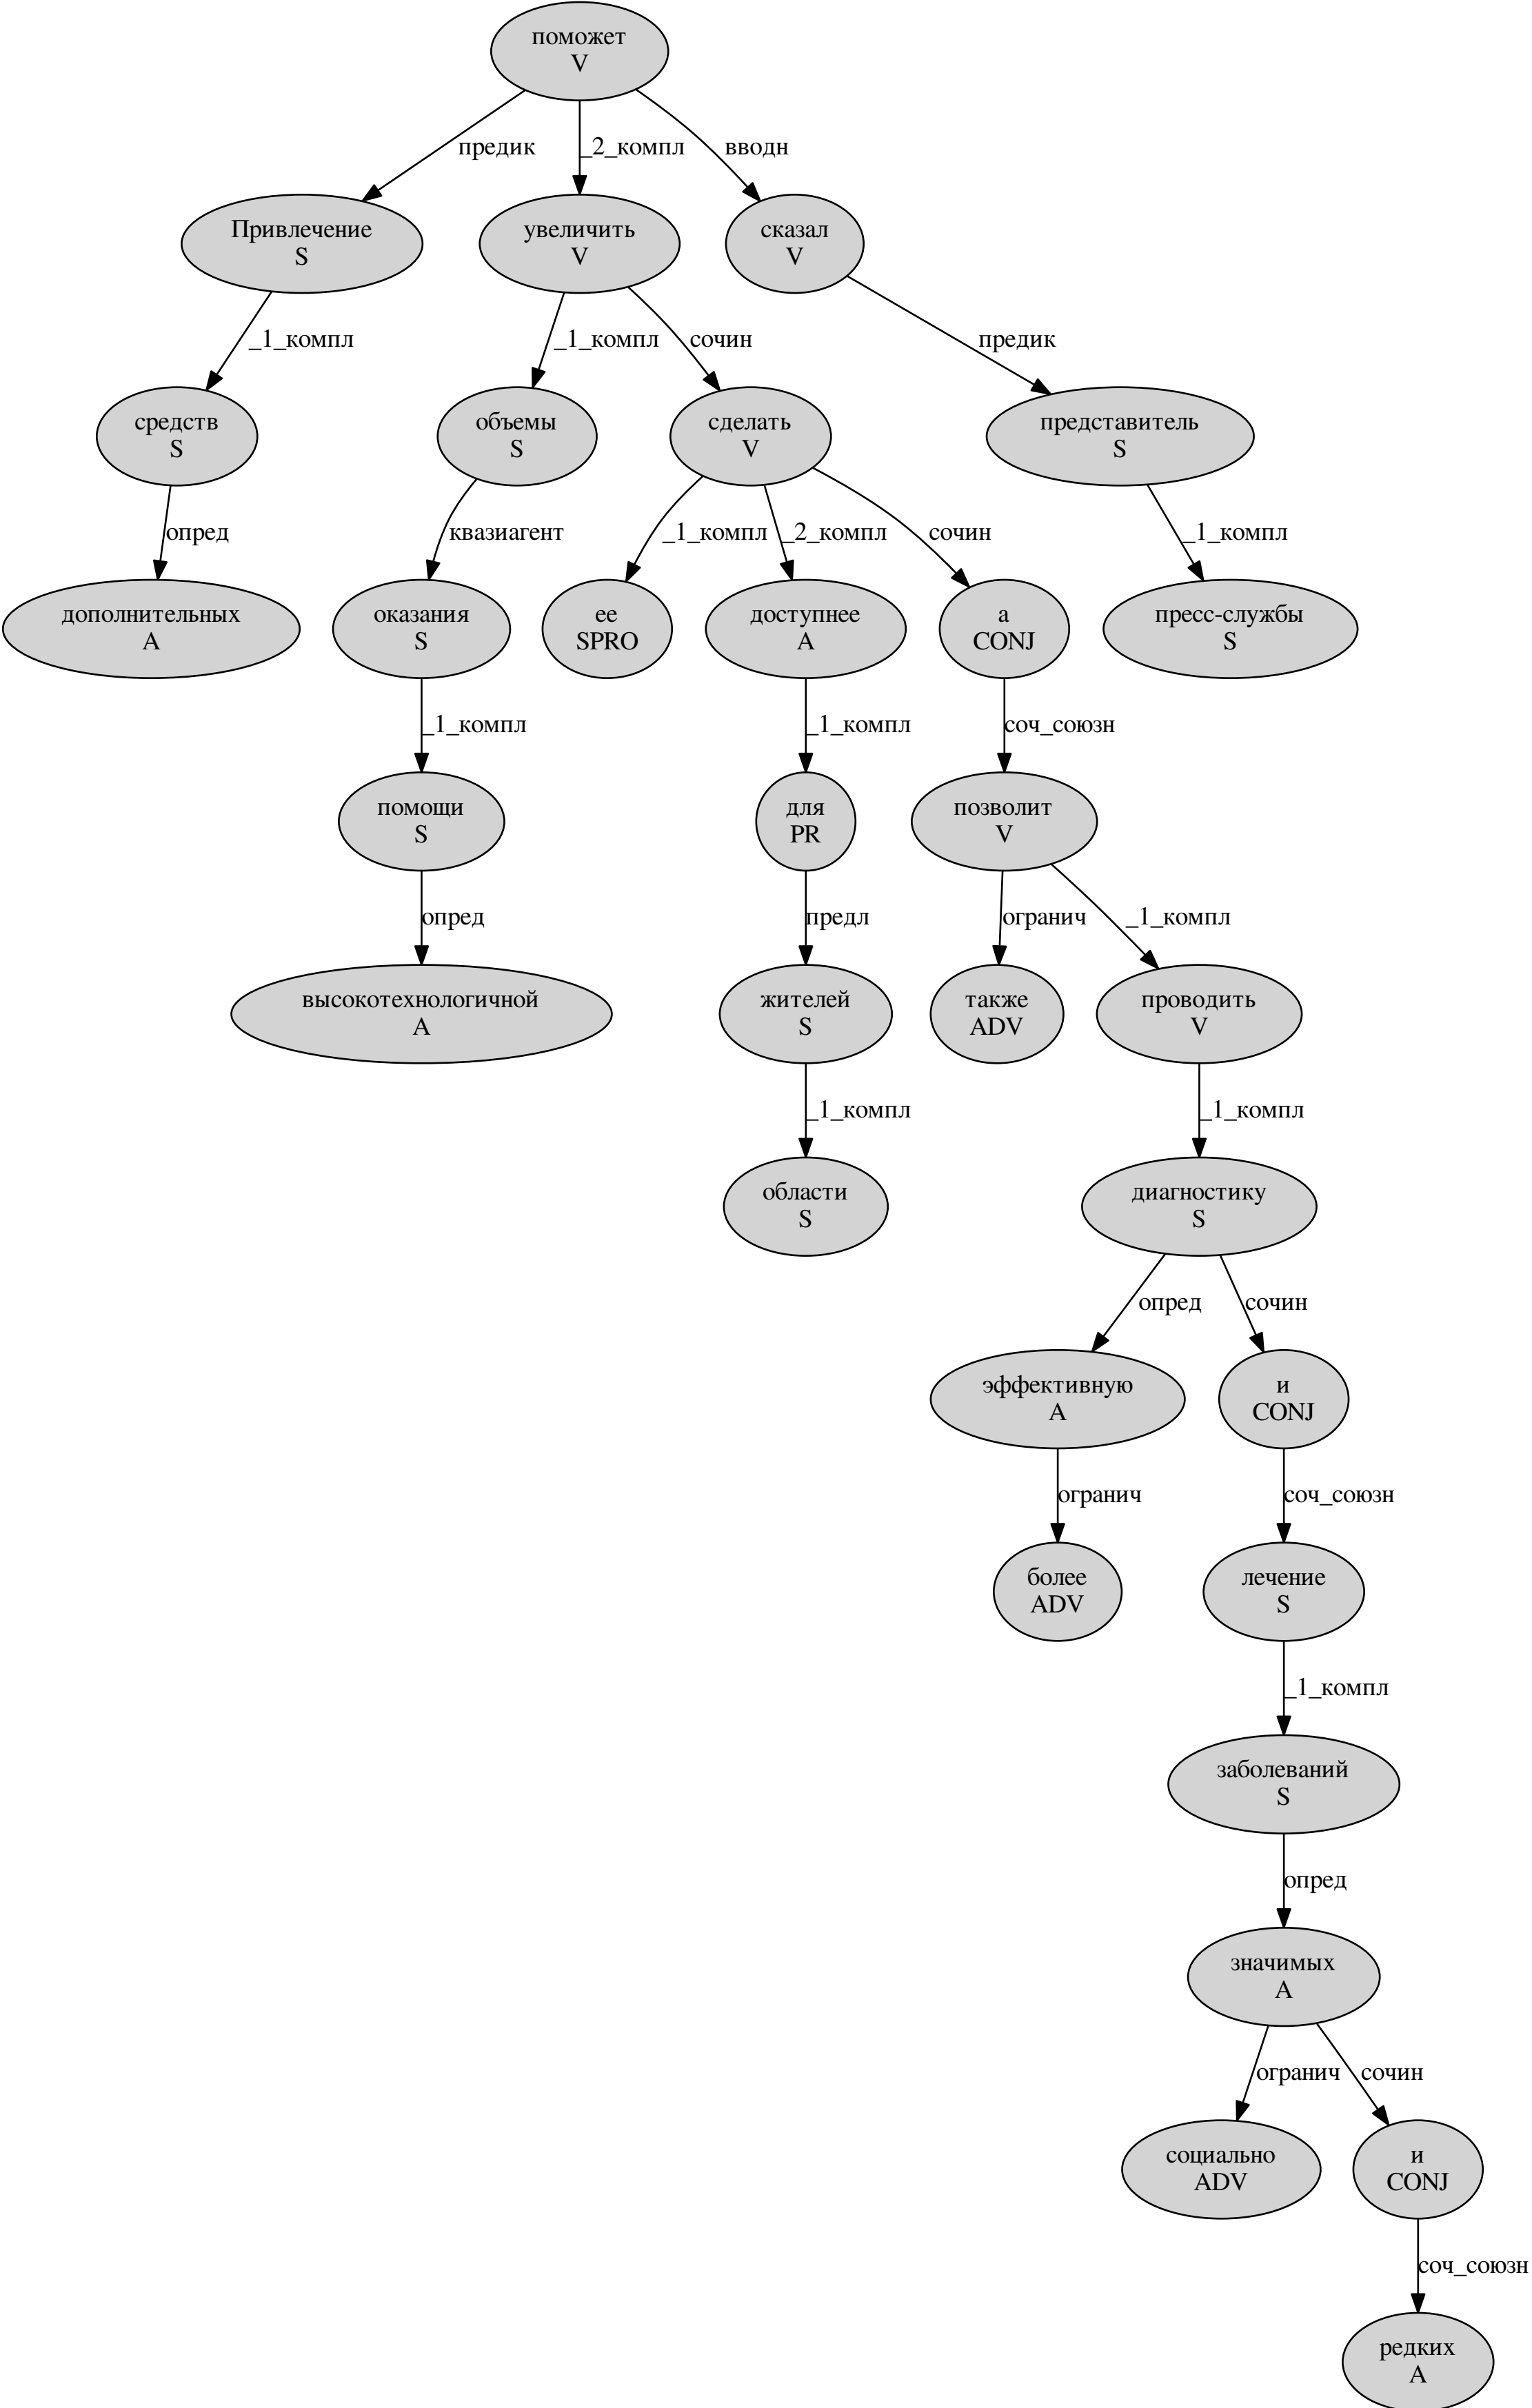 поможет
V
предик
_2_компл
вводн
Привлечение
S
увеличить
V
сказал
V
_1_компл
_1_компл
сочин
предик
средств
S
объемы
S
сделать
V
представитель
S
опред
квазиагент
_1_компл
_2_компл
сочин
_1_компл
дополнительных
A
оказания
S
ее
SPRO
доступнее
A
а
CONJ
пресс-службы
S
_1_компл
_1_компл
соч_союзн
помощи
S
для
PR
позволит
V
опред
предл
огранич
_1_компл
высокотехнологичной
A
жителей
S
также
ADV
проводить
V
_1_компл
_1_компл
области
S
диагностику
S
опред
сочин
эффективную
A
и
CONJ
огранич
соч_союзн
более
ADV
лечение
S
_1_компл
заболеваний
S
опред
значимых
A
огранич
сочин
социально
ADV
и
CONJ
соч_союзн
редких
A